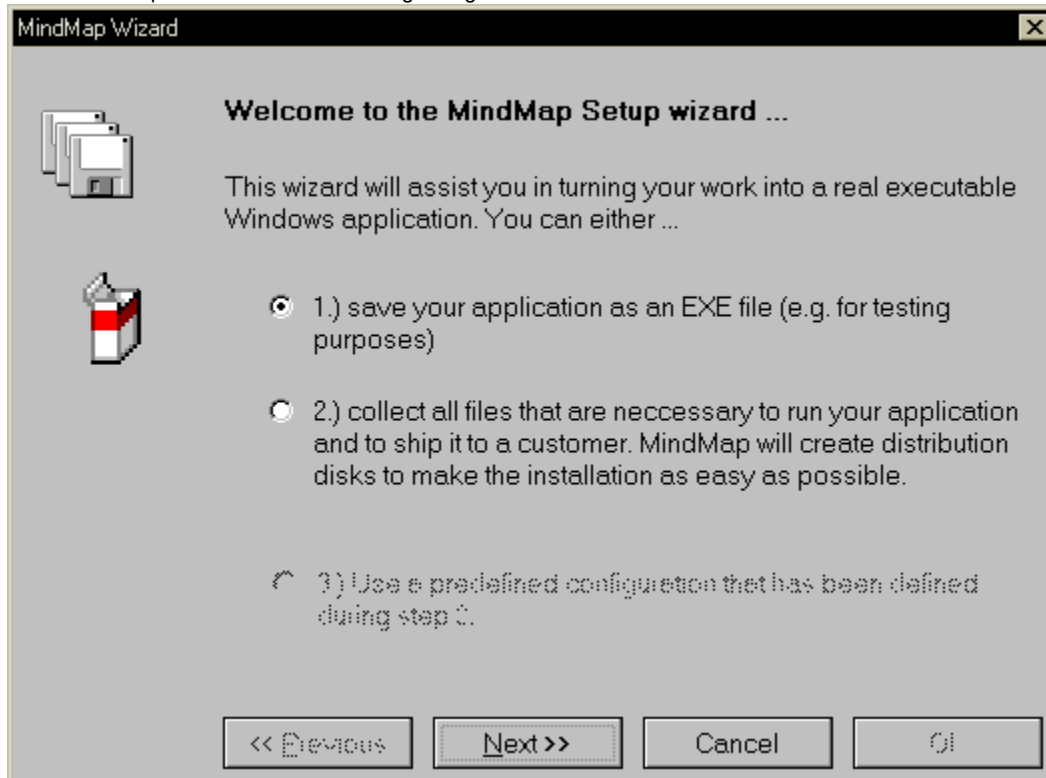 MindMap Wizard
Welcome to the MindMap Setup wizard ...
This wizard will assist you in turning your work into a real executable
Windows application. You can either ...
1.) save your application as an EXE file (e.g. for testing
purposes)
2.) collect all files that are neccessary to run your application
and to ship it to a customer. MindMap will create distribution
disks to make the installation as easy as possible.
3.) Use a predefined configuration that has been defined
during step 2.
<< Previous
Next >>
Cancel